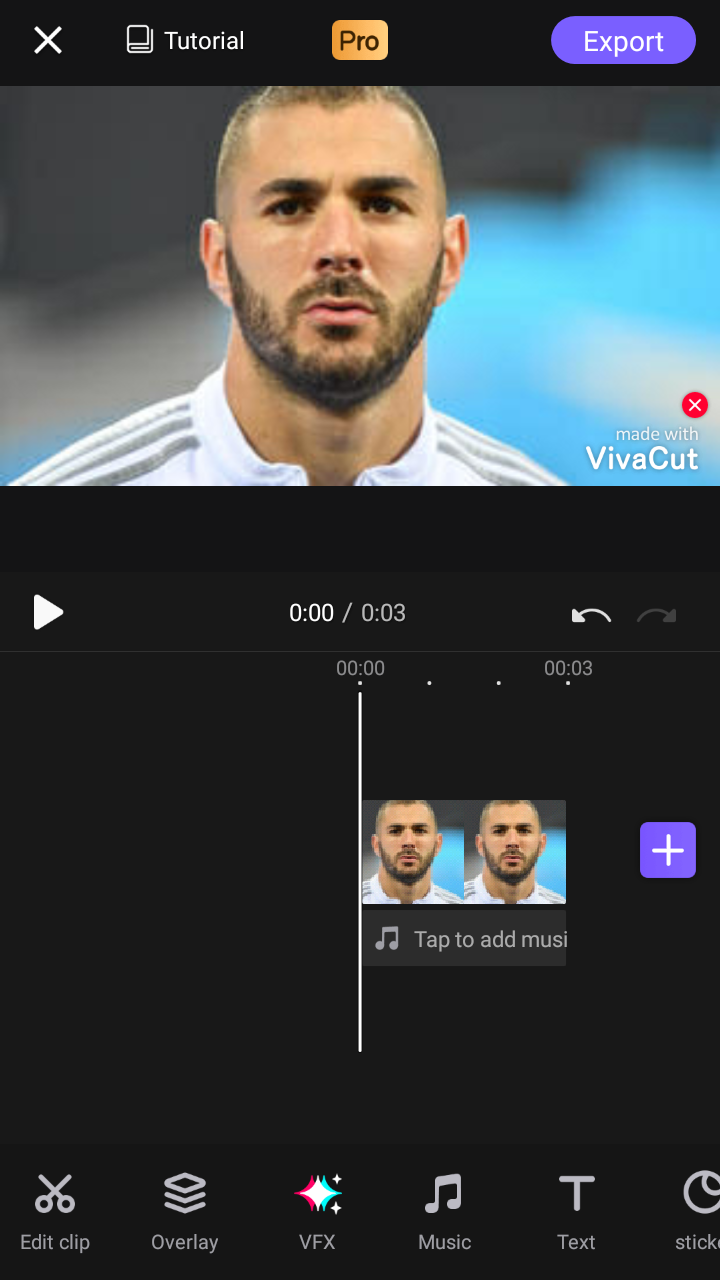 Tutorial
Pro
Export
made with
VivaCut
0:00 / 0:03
00:00
00:03
Tap to add musi
Edit clip
Overlay
VFX
Music
Text
sticke